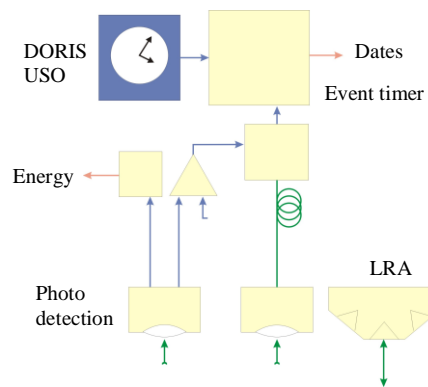 DORIS
USO
Dates
Event timer
Energy
LRA
Photo
detection